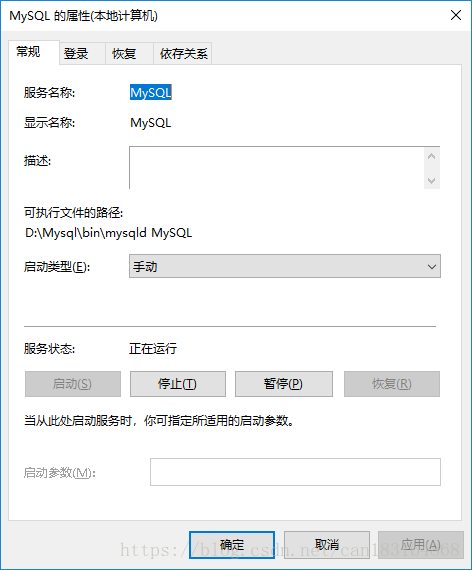 MySQL 的属性(本地计算机)
常规 登录 恢复 依存关系
服务名称: MySQL
显示名称: MySQL
描述:
可执行文件的路径:
D:\Mysql\bin\mysqld MySQL
启动类型(E): 手动
服务状态: 正在运行
启动(S) 停止(T) 暂停(P) 恢复(R)
当从此处启动服务时，你可指定所适用的启动参数。
启动参数(M):
确定 取消 应用(A)